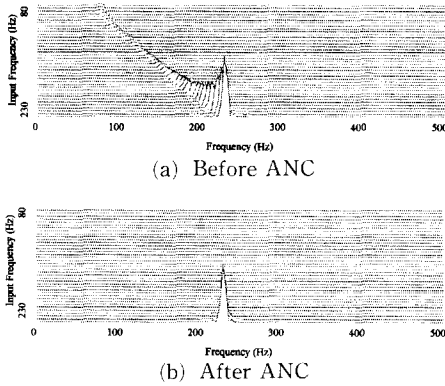 80
Input Frequency (Hz)
230
0 100 200 300 400 500
Frequency (Hz)
(a) Before ANC
80
Input Frequency (Hz)
230
0 100 200 300 400 500
Frequency (Hz)
(b) After ANC